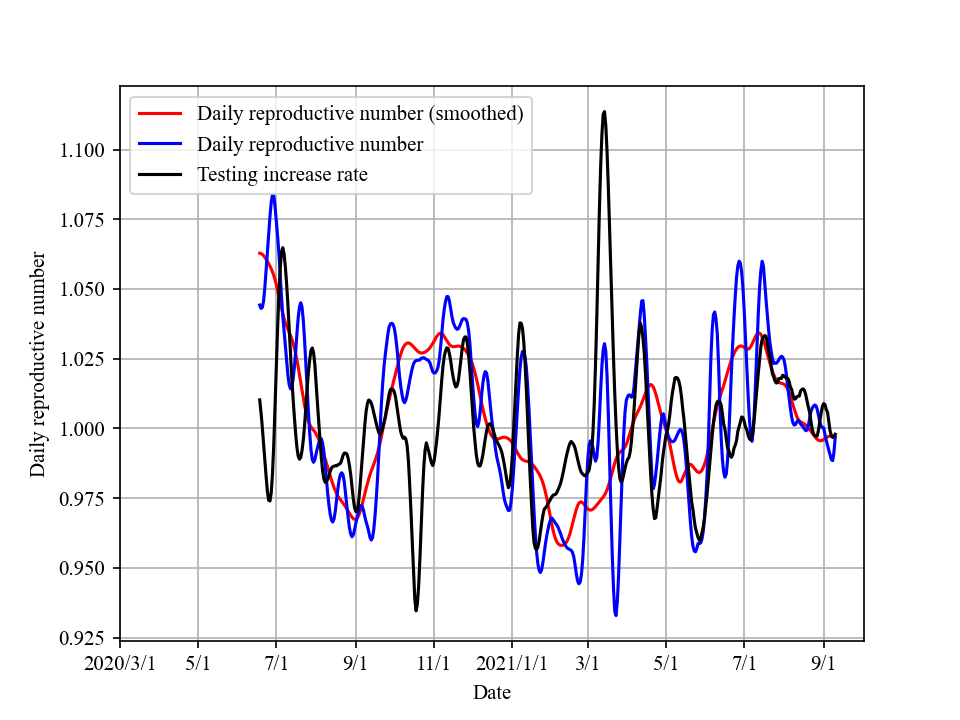 Daily reproductive number (smoothed)
Daily reproductive number
Testing increase rate
Daily reproductive number
1.100
1.075
1.050
1.025
1.000
0.975
0.950
0.925
2020/3/1 5/1 7/1 9/1 11/1 2021/1/1 3/1 5/1 7/1 9/1
Date